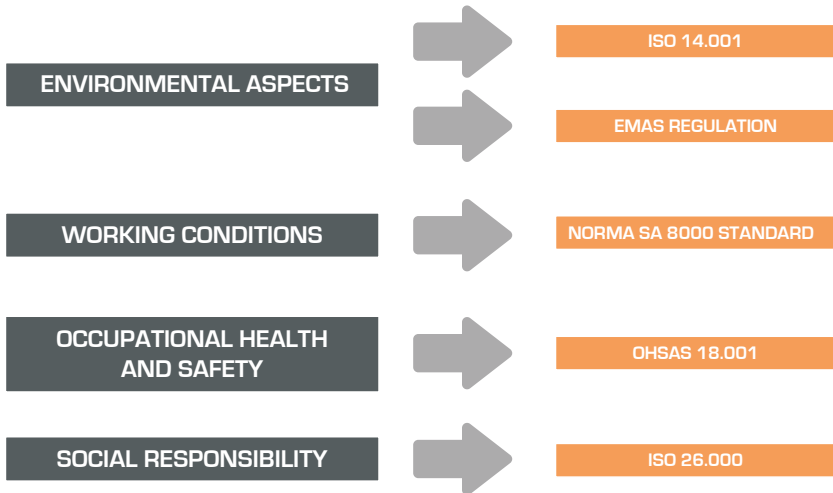 ISO 14.001
ENVIRONMENTAL ASPECTS
EMAS REGULATION
WORKING CONDITIONS
NORMA SA 8000 STANDARD
OCCUPATIONAL HEALTH
AND SAFETY
OHSAS 18.001
SOCIAL RESPONSIBILITY
ISO 26.000